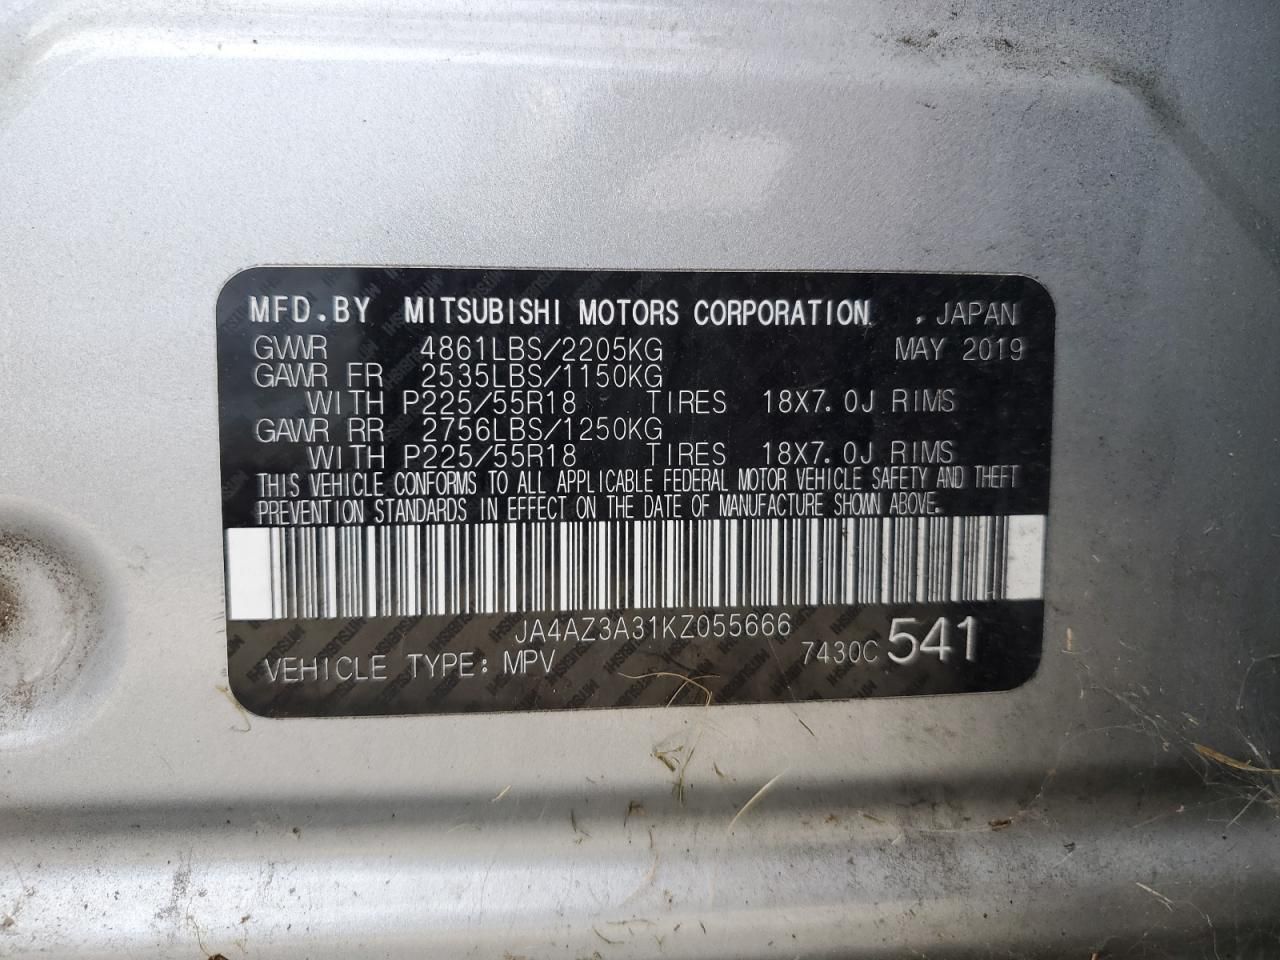 MFD.BY MITSUBISHI MOTORS CORPORATION , JAPAN
GVWR 4861LBS/2205KG MAY 2019
GAWR FR 2535LBS/1150KG
WITH P225/55R18 TIRES 18X7.0J RIMS
GAWR RR 2756LBS/1250KG
WITH P225/55R18 TIRES 18X7.0J RIMS
THIS VEHICLE CONFORMS TO ALL APPLICABLE FEDERAL MOTOR VEHICLE SAFETY AND THEFT
PREVENTION STANDARDS IN EFFECT ON THE DATE OF MANUFACTURE SHOWN ABOVE.
JA4AZ3A31KZ055666
VEHICLE TYPE: MPV 7430C 541